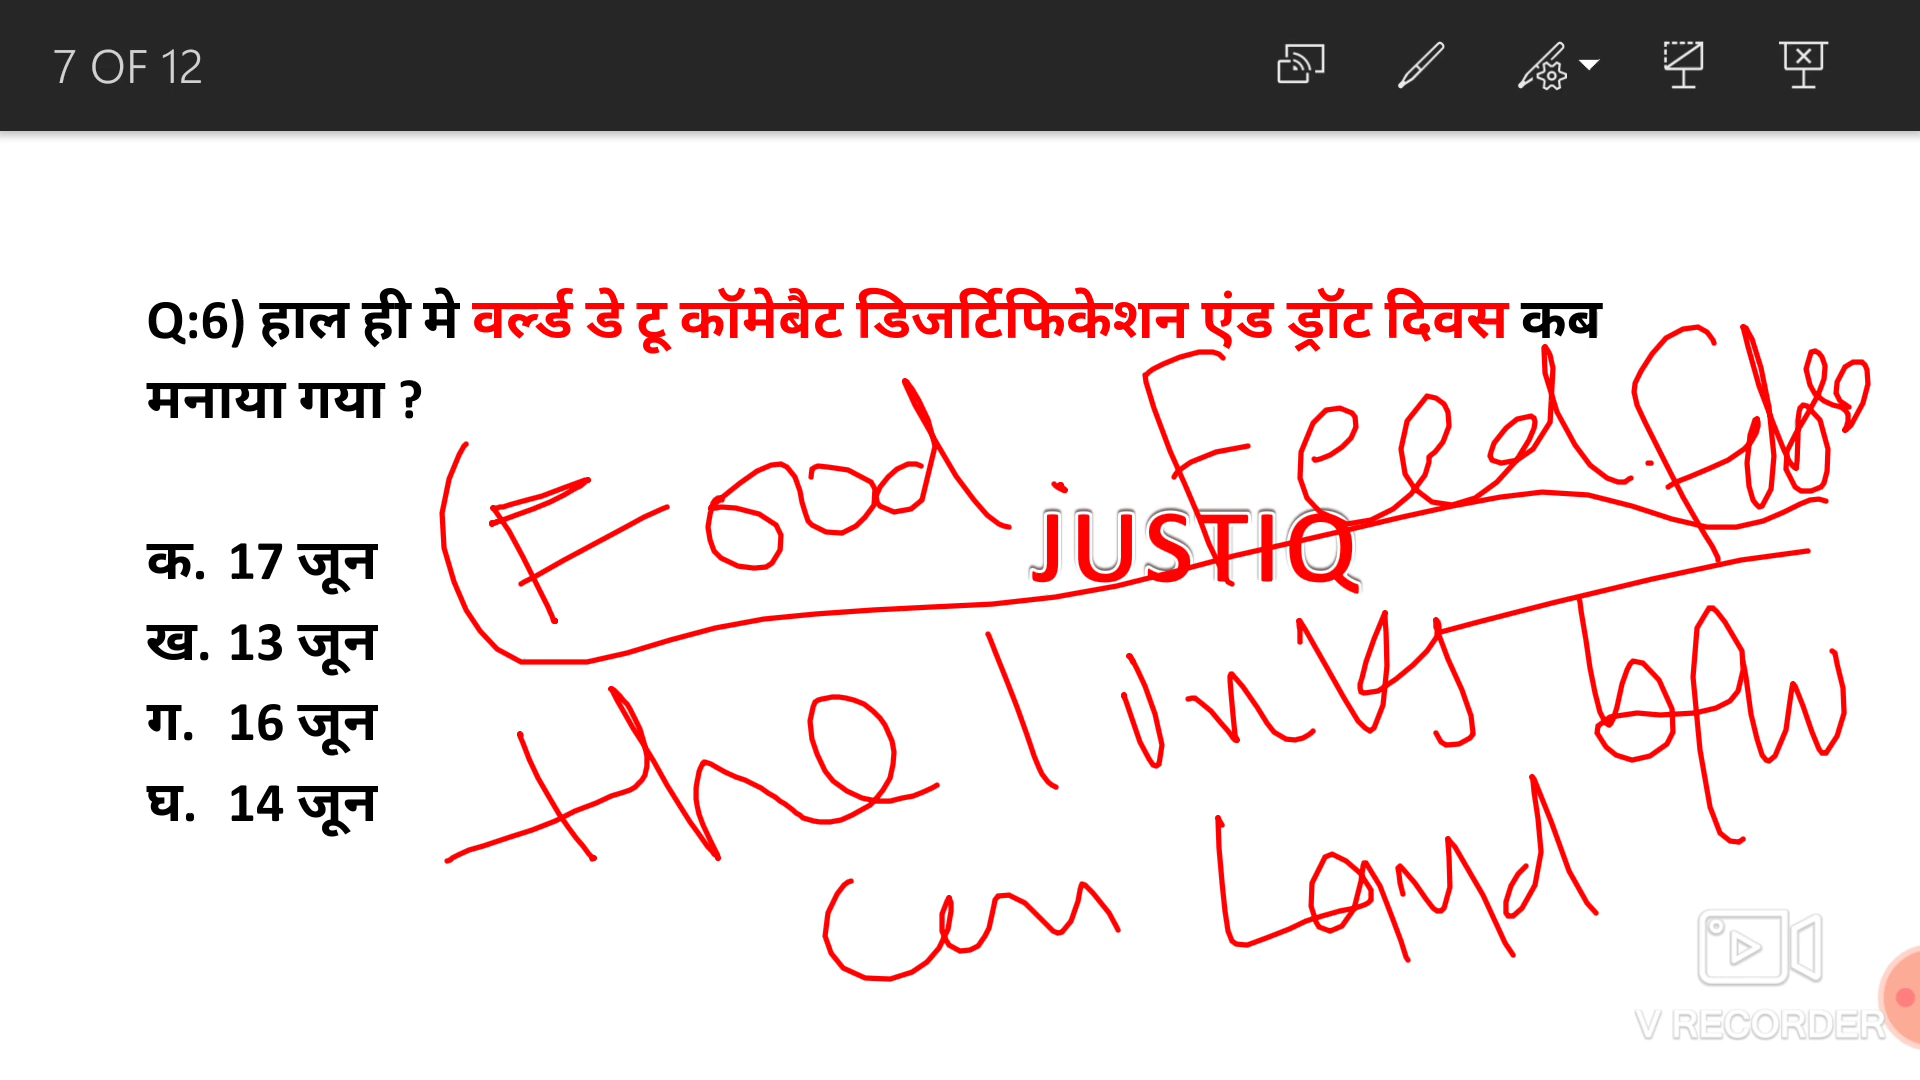 7 OF 12
Q:6) हाल ही मे वर्ल्ड डे टू कॉमेबैट डिजर्टिफिकेशन एंड ड्रॉट दिवस कब
मनाया गया ?
Food Feed
JUSTIQ
क. 17 जून
ख. 13 जून
ग. 16 जून
घ. 14 जून
the links
Land
V RECORDER